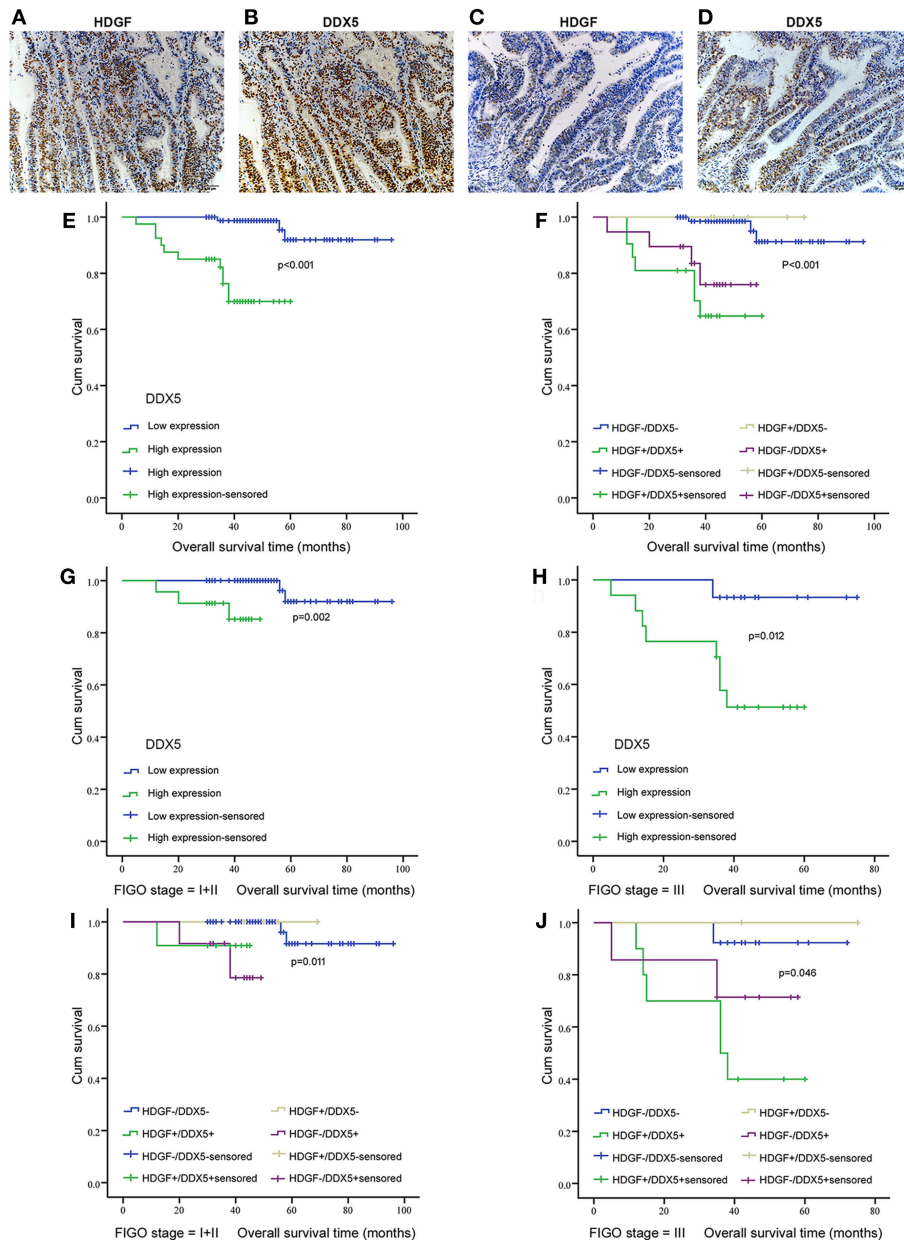 A
HDGF
B
DDX5
C
HDGF
D
DDX5
E
1.0
0.8
0.6
0.4
0.2
0.0
Cum survival
p<0.001
DDX5
Low expression
High expression
High expression
High expression-sensored
0 20 40 60 80 100
Overall survival time (months)
F
1.0
0.8
0.6
0.4
0.2
0.0
Cum survival
P<0.001
HDGF-/DDX5- HDGF+/DDX5-
HDGF+/DDX5+ HDGF-/DDX5+
HDGF-/DDX5-sensored HDGF+/DDX5-sensored
HDGF+/DDX5+sensored HDGF-/DDX5+sensored
0 20 40 60 80 100
Overall survival time (months)
G
1.0
0.8
0.6
0.4
0.2
0.0
Cum survival
p=0.002
DDX5
Low expression
High expression
Low expression-sensored
High expression-sensored
0 20 40 60 80 100
FIGO stage = I+II Overall survival time (months)
H
1.0
0.8
0.6
0.4
0.2
0.0
Cum survival
p=0.012
DDX5
Low expression
High expression
Low expression-sensored
High expression-sensored
0 20 40 60 80
FIGO stage = III Overall survival time (months)
I
1.0
0.8
0.6
0.4
0.2
0.0
Cum survival
p=0.011
HDGF-/DDX5- HDGF+/DDX5-
HDGF+/DDX5+ HDGF-/DDX5+
HDGF-/DDX5-sensored HDGF+/DDX5-sensored
HDGF+/DDX5+sensored HDGF-/DDX5+sensored
0 20 40 60 80 100
FIGO stage = I+II Overall survival time (months)
J
1.0
0.8
0.6
0.4
0.2
0.0
Cum survival
p=0.046
HDGF-/DDX5- HDGF+/DDX5-
HDGF+/DDX5+ HDGF-/DDX5+
HDGF-/DDX5-sensored HDGF+/DDX5-sensored
HDGF+/DDX5+sensored HDGF-/DDX5+sensored
0 20 40 60 80
FIGO stage = III Overall survival time (months)